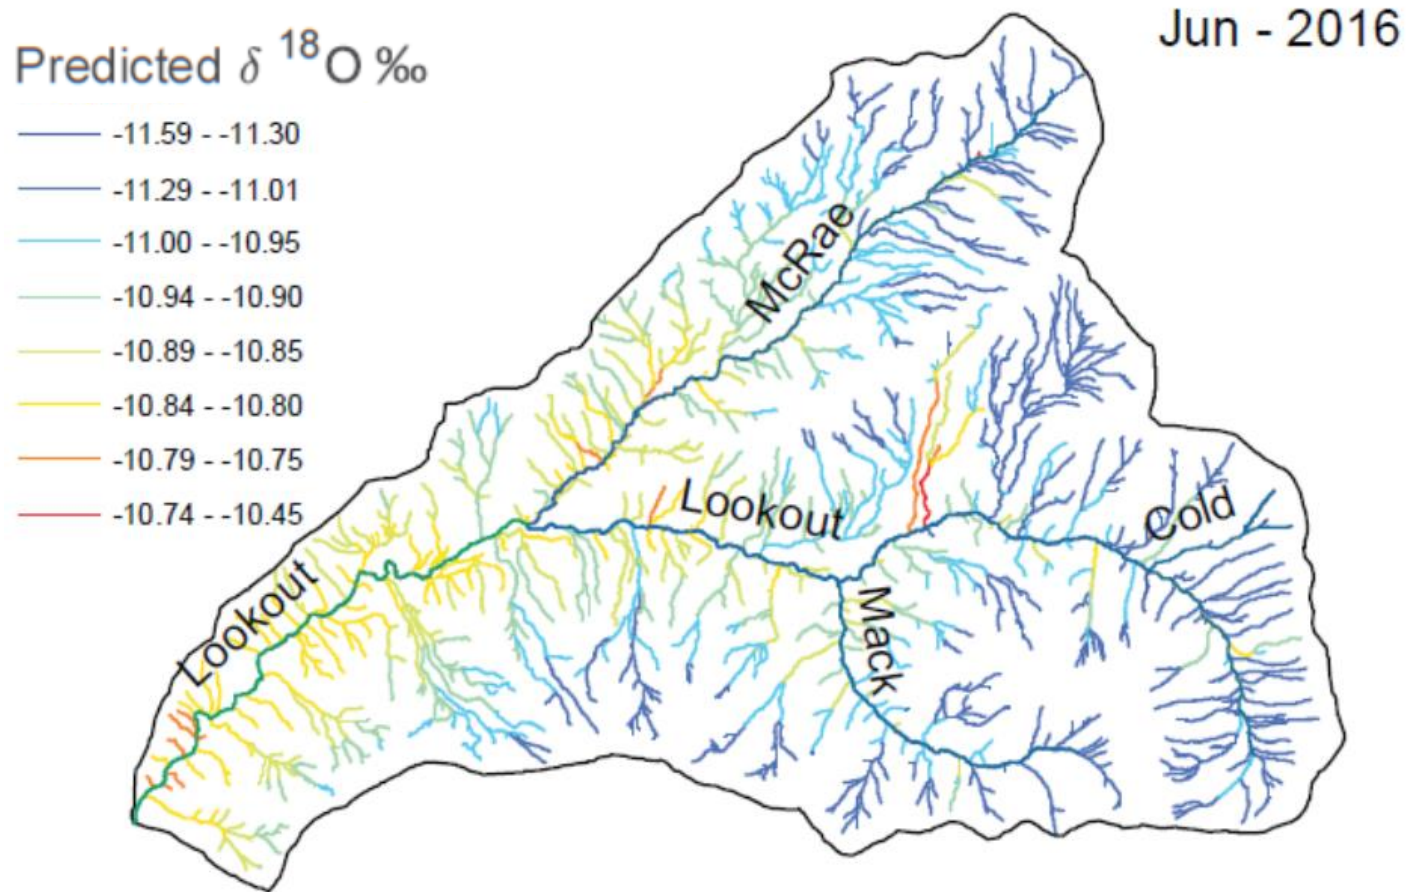 Jun - 2016
Predicted δ 18O ‰
-11.59 - -11.30
-11.29 - -11.01
-11.00 - -10.95
-10.94 - -10.90
-10.89 - -10.85
-10.84 - -10.80
-10.79 - -10.75
-10.74 - -10.45
McRae
Lookout
Cold
Lookout
Mack